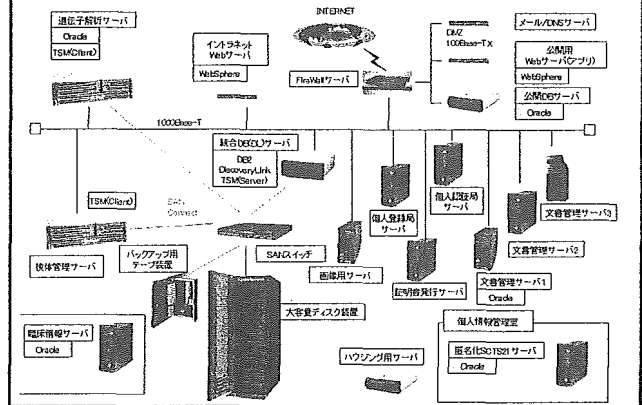 遺伝子解析サーバ
Oracle
TSM(Client)
イントラネット
Webサーバ
WebSphere
INTERNET
FireWallサーバ
DMZ
100Base-TX
メール/DNSサーバ
公開用
Webサーバ(アプリ)
WebSphere
公開DBサーバ
Oracle
1000Base-T
統合DB(DL)サーバ
DB2
DiscoveryLink
TSM(Server)
TSM(Client)
検体管理サーバ
SAN
Connect
SANスイッチ
バックアップ用
テープ装置
大容量ディスク装置
画像用サーバ
個人登録局
サーバ
個人認証局
サーバ
証明書発行サーバ
文書管理サーバ3
文書管理サーバ2
文書管理サーバ1
Oracle
臨床情報サーバ
Oracle
ハウジング用サーバ
個人情報管理室
匿名化SCTS21サーバ
Oracle